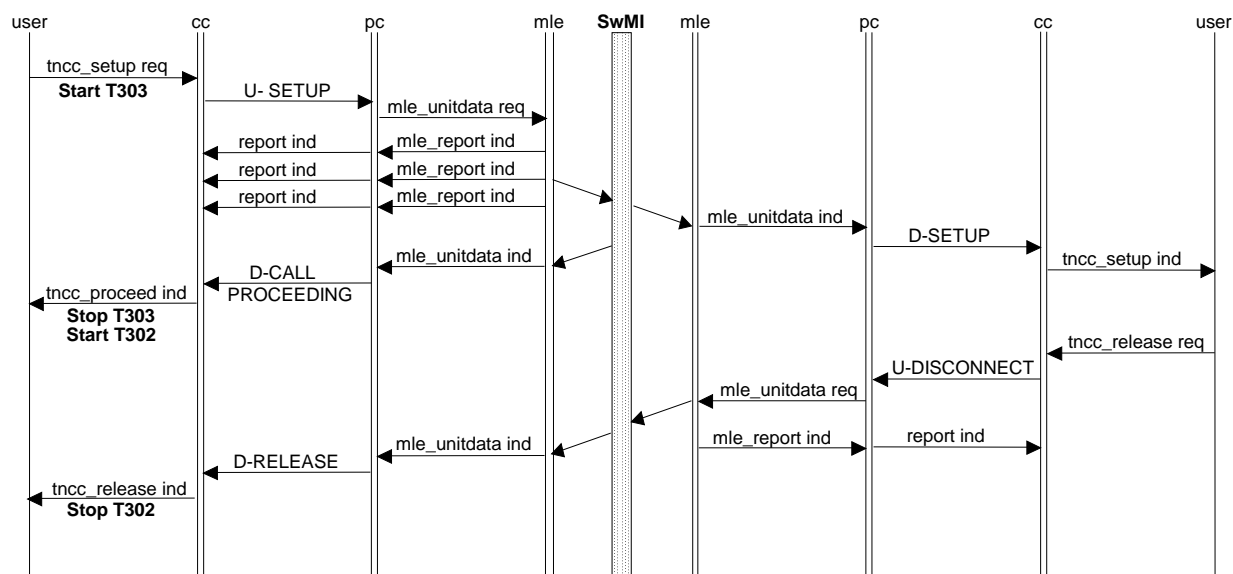 user cc pc mle SwMI mle pc cc user
tncc_setup req
Start T303
U- SETUP
mle_unitdata req
report ind mle_report ind
report ind mle_report ind
report ind mle_report ind
mle_unitdata ind
D-SETUP
mle_unitdata ind
tncc_setup ind
D-CALL
PROCEEDING
tncc_proceed ind
Stop T303
Start T302
tncc_release req
U-DISCONNECT
mle_unitdata req
mle_unitdata ind
mle_report ind report ind
D-RELEASE
tncc_release ind
Stop T302